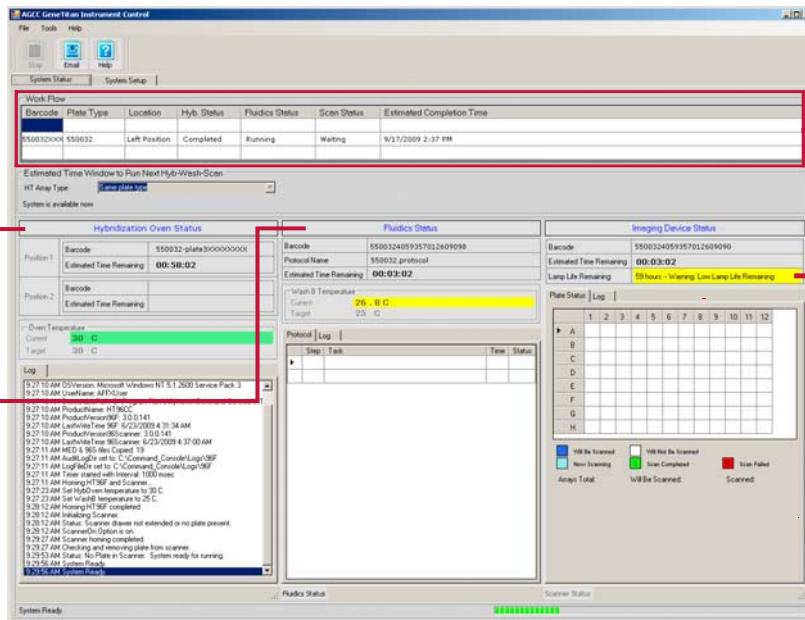 AGCC GeneTitan Instrument Control
File Tools Help
Stop Email Help
System Status System Setup
Work Flow
Barcode Plate Type Location Hyb. Status Fluidics Status Scan Status Estimated Completion Time
550032XXX 550032 Left Position Completed Running Waiting 9/17/2009 2:37 PM
Estimated Time Window to Run Next Hyb-Wash-Scan
HT Array Type Same plate type
System is available now
Hybridization Oven Status
Position 1 Barcode 550032-plate3XXXXXXXX
Estimated Time Remaining 00:58:02
Position 2 Barcode
Estimated Time Remaining
Oven Temperature
Current 30 C
Target 30 C
Log
9:27:10 AM OSVersion: Microsoft Windows NT 5.1.2600 Service Pack 3
9:27:10 AM UserName: AFFXUser
9:27:10 AM ProductName: HT96CC
9:27:10 AM ProductVersion96F: 3.0.0.141
9:27:10 AM LastWriteTime 96F: 6/23/2009 4:31:34 AM
9:27:10 AM ProductVersion96Scanner: 3.0.0.141
9:27:10 AM LastWriteTime 96Scanner: 6/23/2009 4:37:00 AM
9:27:11 AM MED & 96S files Copied: 19
9:27:11 AM AuditLogDir set to: C:\Command_Console\Logs\96F
9:27:11 AM LogFileDir set to: C:\Command_Console\Logs\96F
9:27:11 AM Timer started with Interval: 1000 msec
9:27:11 AM Homing HT96F and Scanner...
9:27:23 AM Set HybOven temperature to 30 C.
9:27:23 AM Set WashB temperature to 25 C.
9:28:12 AM Homing HT96F completed.
9:28:12 AM Initializing Scanner.
9:28:12 AM Status: Scanner drawer not extended or no plate present.
9:28:12 AM ScannerOn Option is on.
9:29:27 AM Scanner homing completed.
9:29:27 AM Checking and removing plate from scanner.
9:29:53 AM Status: No Plate in Scanner. System ready for running.
9:29:56 AM System Ready.
9:29:56 AM System Ready
Fluidics Status
Barcode 5500324059357012609098
Protocol Name 550032.protocol
Estimated Time Remaining 00:03:02
Wash B Temperature
Current 26.8 C
Target 25 C
Protocol Log
Step Task Time Status
Fluidics Status
Imaging Device Status
Barcode 5500324059357012609090
Estimated Time Remaining 00:03:02
Lamp Life Remaining 59 hours - Warning: Low Lamp Life Remaining
Plate Status Log
1 2 3 4 5 6 7 8 9 10 11 12
A
B
C
D
E
F
G
H
Will Be Scanned Will Not Be Scanned
Now Scanning Scan Completed Scan Failed
Arrays Total: Will Be Scanned: Scanned:
Scanner Status
System Ready